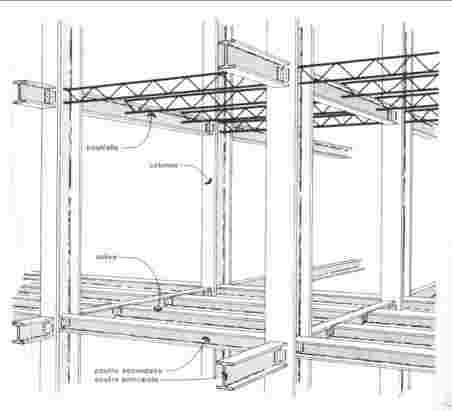 poutrelle
colonne
solive
poutre secondaire
poutre principale